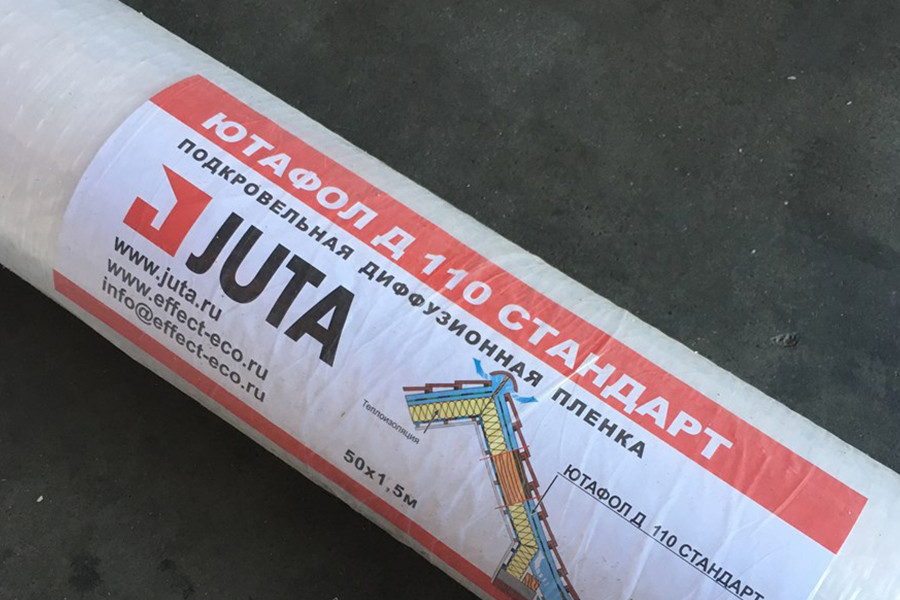 ЮТАФОЛ Д 110 СТАНДАРТ
ПОДКРОВЕЛЬНАЯ ДИФФУЗИОННАЯ ПЛЕНКА
JUTA
www.juta.ru
www.effect-eco.ru
info@effect-eco.ru
Теплоизоляция
50х1,5м
ЮТАФОЛ Д 110 СТАНДАРТ